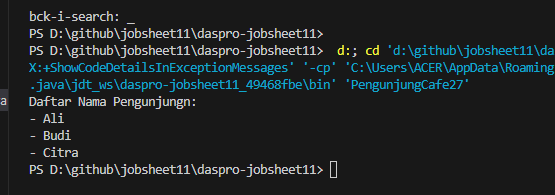 bck-i-search: _
PS D:\github\jobsheet11\daspro-jobsheet11>
PS D:\github\jobsheet11\daspro-jobsheet11>  d:; cd 'd:\github\jobsheet11\da
X:+ShowCodeDetailsInExceptionMessages' '-cp' 'C:\Users\ACER\AppData\Roaming
.java\jdt_ws\daspro-jobsheet11_49468fbe\bin' 'PengunjungCafe27'
Daftar Nama Pengunjungn:
- Ali
- Budi
- Citra
PS D:\github\jobsheet11\daspro-jobsheet11>